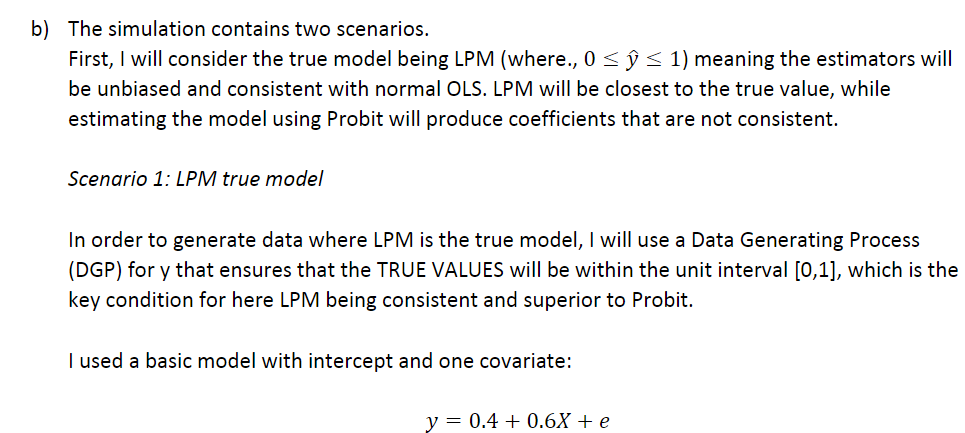 b) The simulation contains two scenarios.
First, I will consider the true model being LPM (where., 0 ≤ ŷ ≤ 1) meaning the estimators will
be unbiased and consistent with normal OLS. LPM will be closest to the true value, while
estimating the model using Probit will produce coefficients that are not consistent.
Scenario 1: LPM true model
In order to generate data where LPM is the true model, I will use a Data Generating Process
(DGP) for y that ensures that the TRUE VALUES will be within the unit interval [0,1], which is the
key condition for here LPM being consistent and superior to Probit.
I used a basic model with intercept and one covariate:
y = 0.4 + 0.6X + e